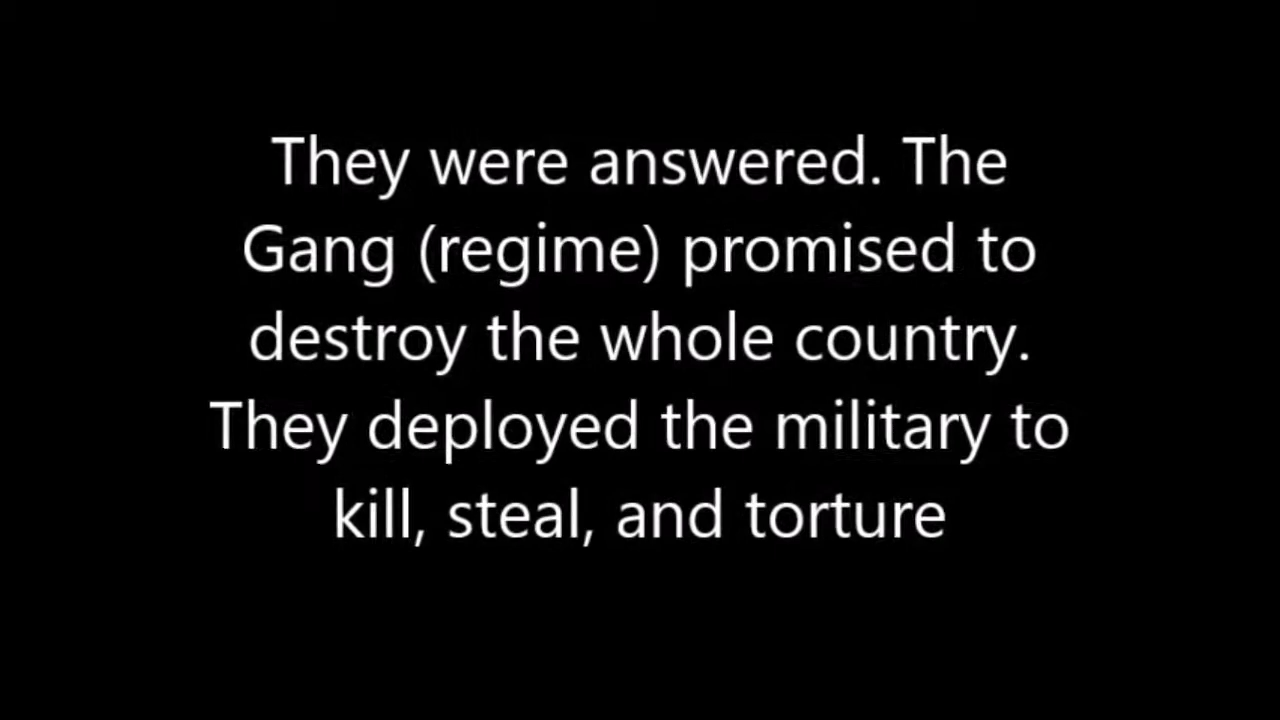 They were answered. The
Gang (regime) promised to
destroy the whole country.
They deployed the military to
kill, steal, and torture